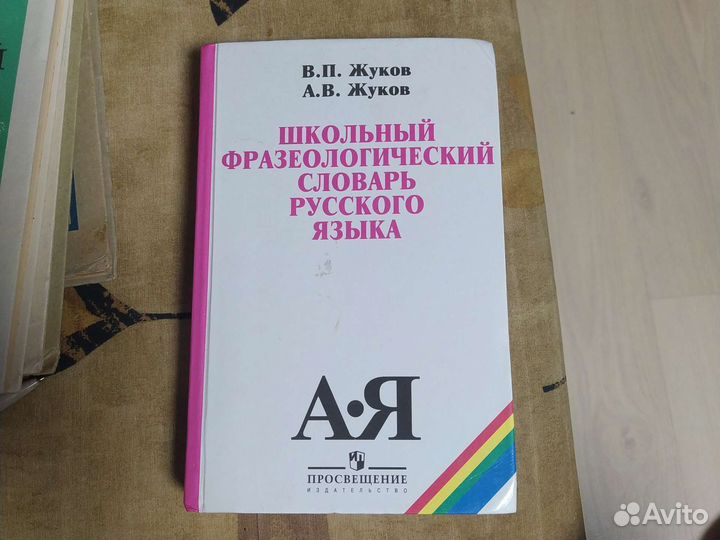 В.П. Жуков
А.В. Жуков
ШКОЛЬНЫЙ
ФРАЗЕОЛОГИЧЕСКИЙ
СЛОВАРЬ
РУССКОГО
ЯЗЫКА
А•Я
ПРОСВЕЩЕНИЕ
ИЗДАТЕЛЬСТВО
Avito